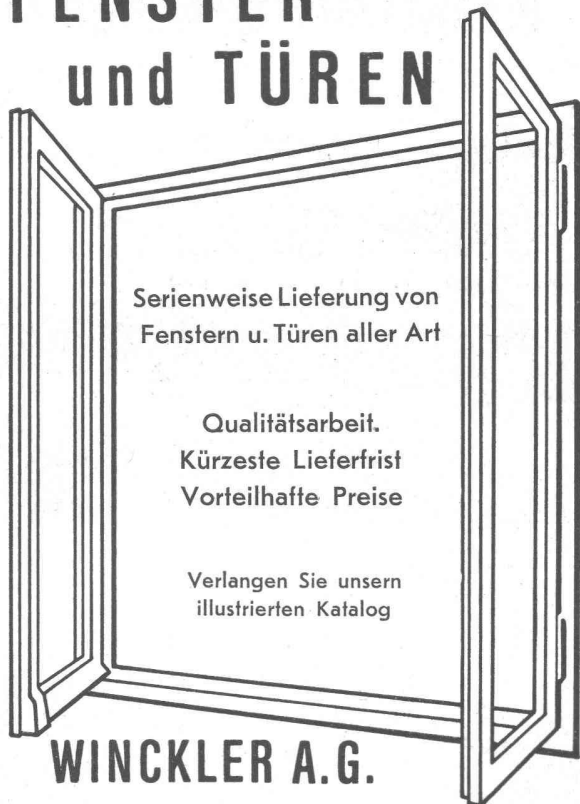 FENSTER
und TÜREN
Serienweise Lieferung von
Fenstern u. Türen aller Art
Qualitätsarbeit.
Kürzeste Lieferfrist
Vorteilhafte Preise
Verlangen Sie unsern
illustrierten Katalog
WINCKLER A.G.